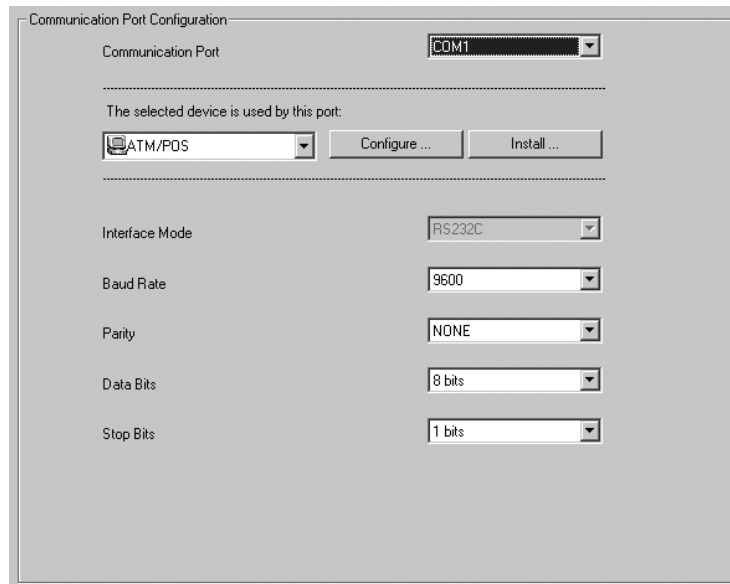 Communication Port Configuration
Communication Port COM1
The selected device is used by this port:
ATM/POS Configure ... Install ...
Interface Mode RS232C
Baud Rate 9600
Parity NONE
Data Bits 8 bits
Stop Bits 1 bits